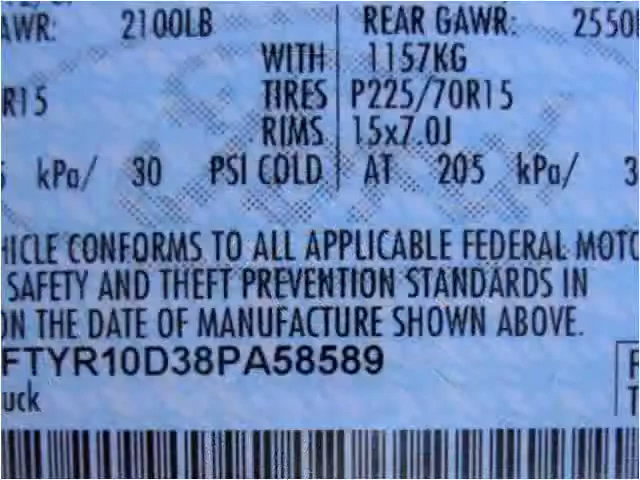 AWR: 2100LB REAR GAWR: 2550
WITH 1157KG
R15 TIRES P225/70R15
RIMS 15x7.0J
kPa/ 30 PSI COLD AT 205 kPa/ 3
HICLE CONFORMS TO ALL APPLICABLE FEDERAL MOTO
SAFETY AND THEFT PREVENTION STANDARDS IN
ON THE DATE OF MANUFACTURE SHOWN ABOVE.
FTYR10D38PA58589
uck